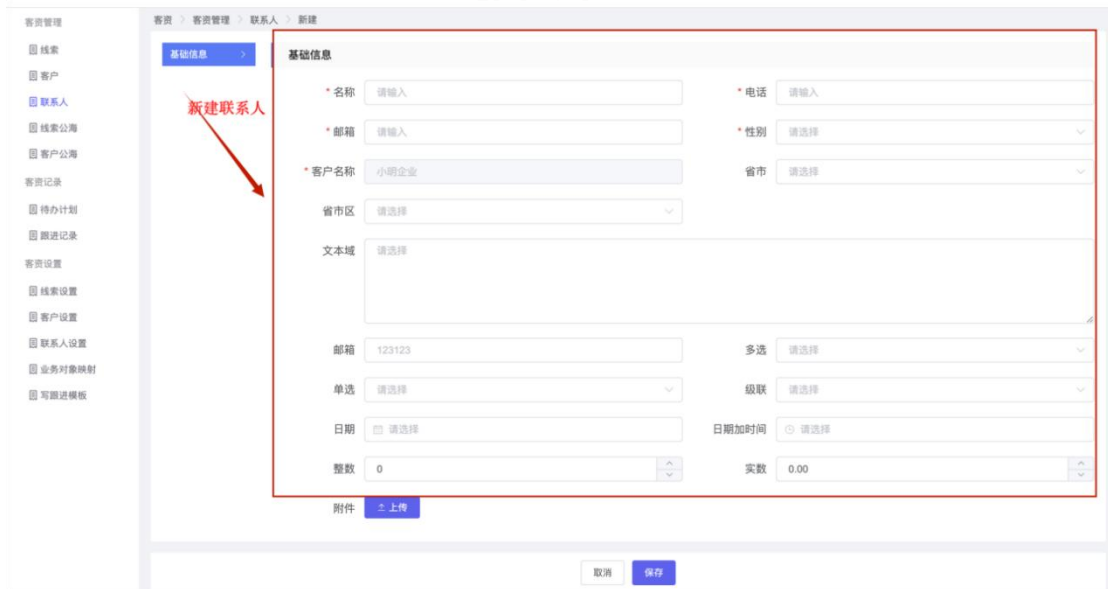 客资管理
线索
客户
联系人
线索公海
客户公海
客资记录
待办计划
跟进记录
客资设置
线索设置
客户设置
联系人设置
业务对象映射
写跟进模板
客资 > 客资管理 > 联系人 > 新建
基础信息 >
新建联系人
基础信息
* 名称 请输入 * 电话 请输入
* 邮箱 请输入 * 性别 请选择
* 客户名称 小明企业 省市 请选择
省市区 请选择
文本域 请选择
邮箱 123123 多选 请选择
单选 请选择 级联 请选择
日期 请选择 日期加时间 请选择
整数 0 实数 0.00
附件 上传
取消 保存